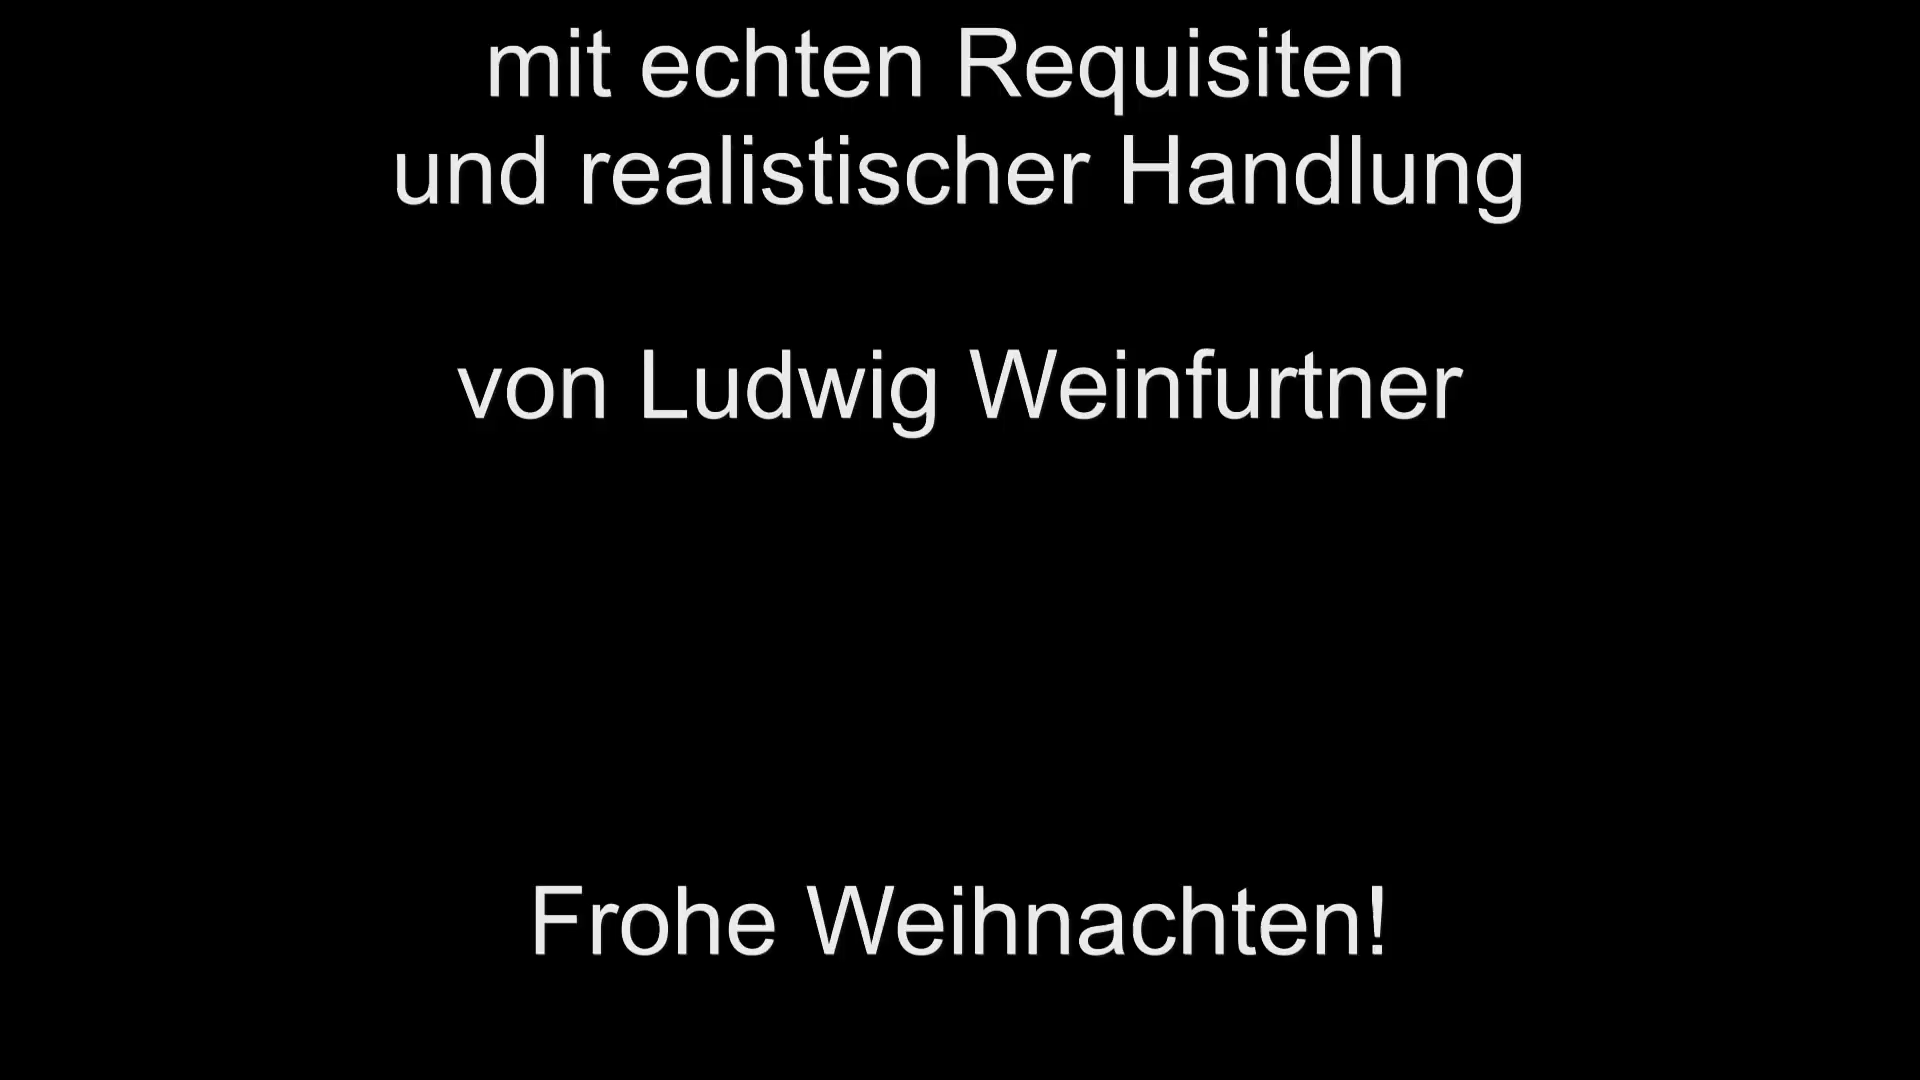 mit echten Requisiten
und realistischer Handlung
von Ludwig Weinfurtner
Frohe Weihnachten!